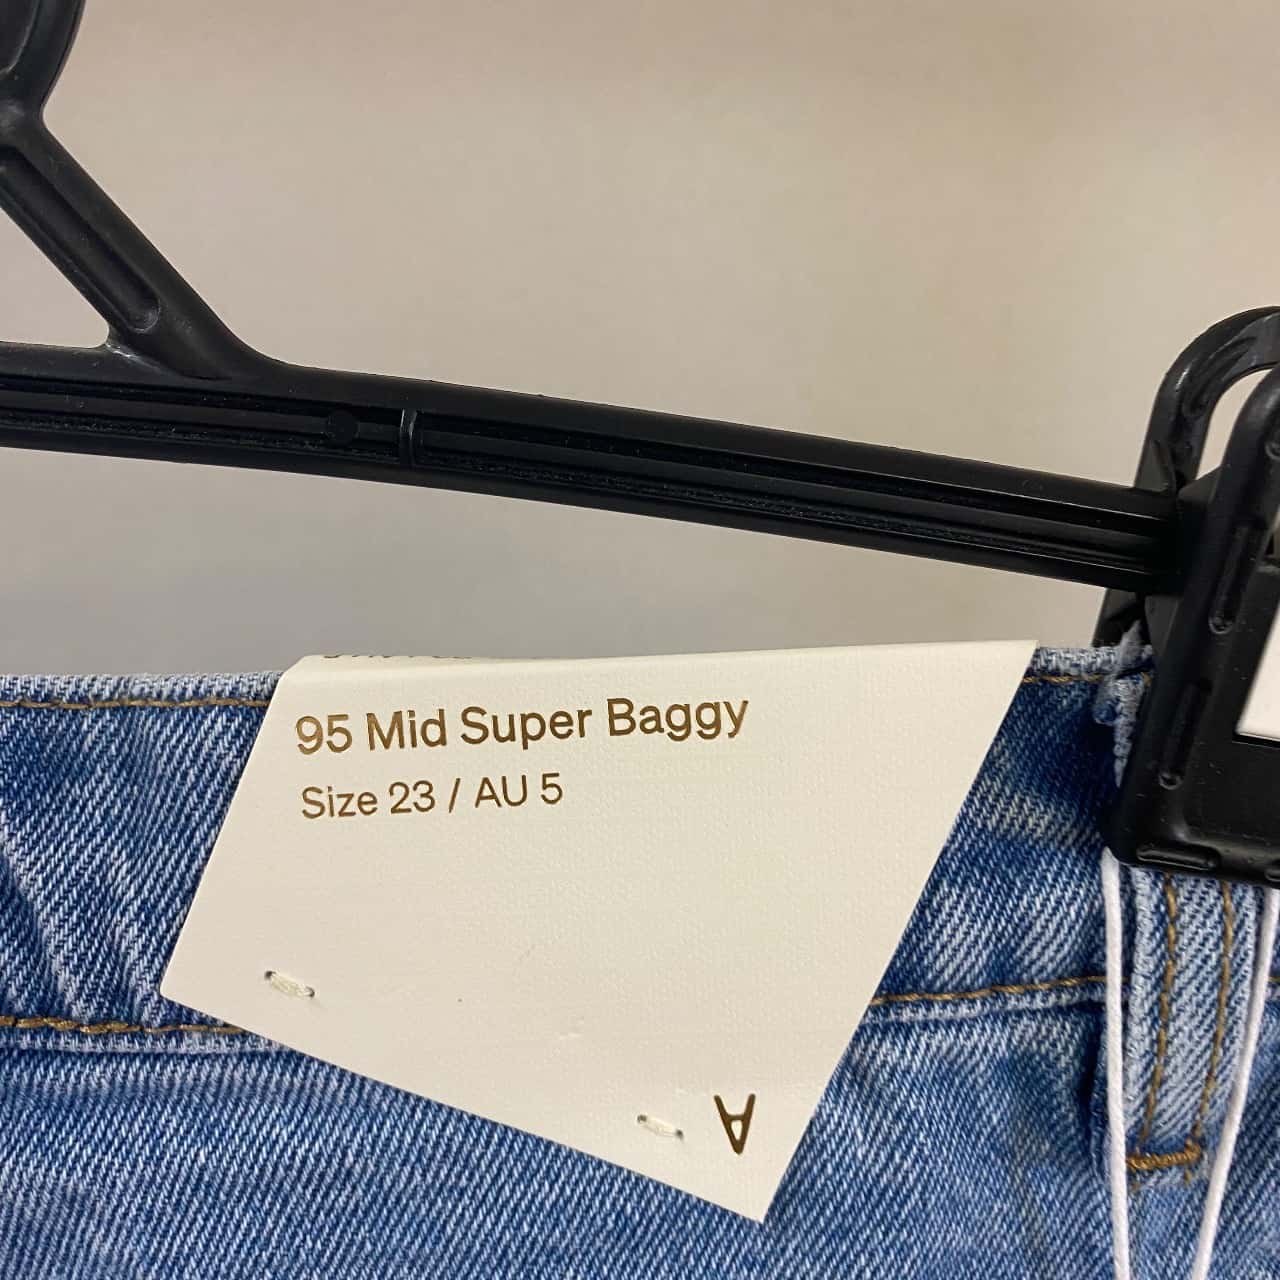 95 Mid Super Baggy
Size 23 / AU 5
A